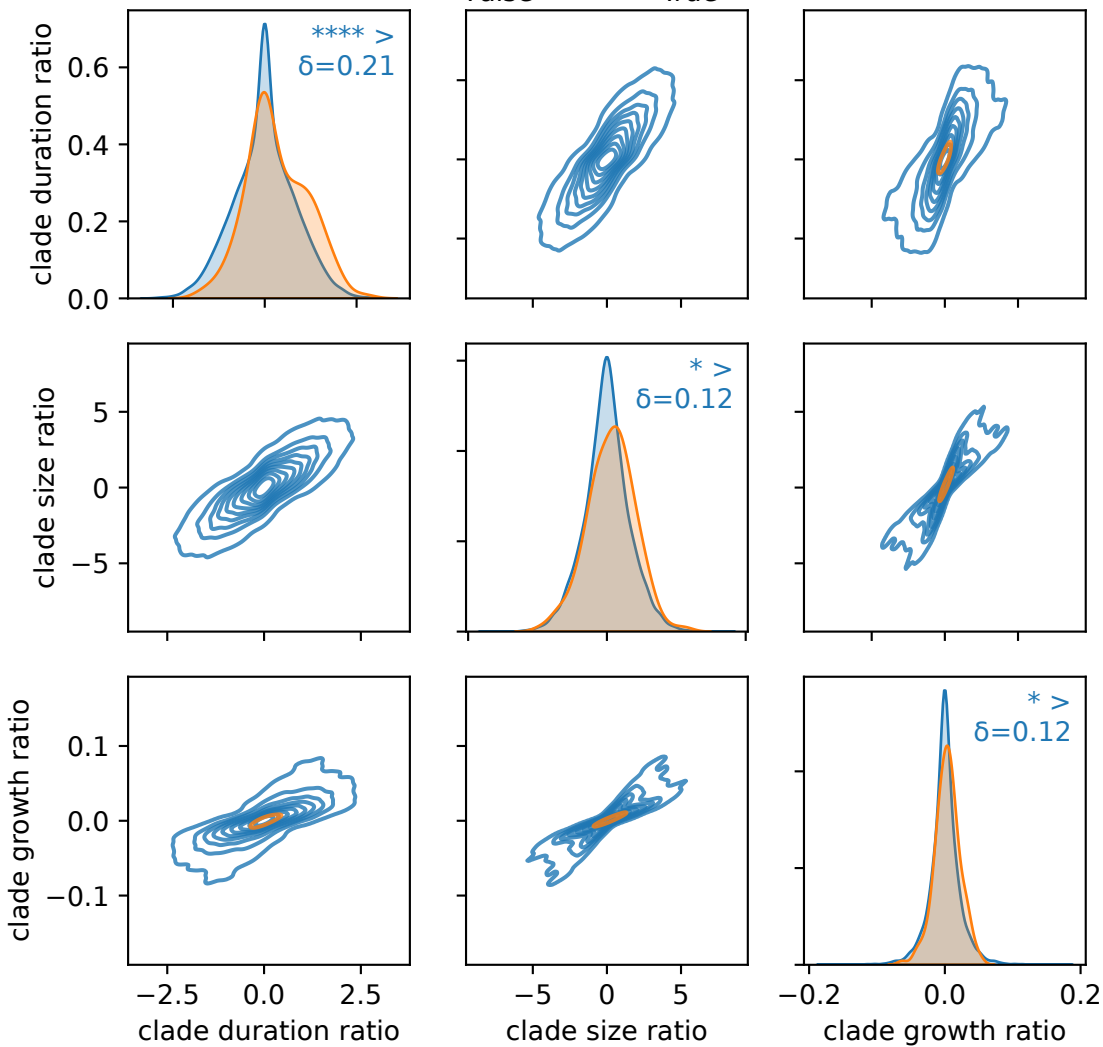 clade duration ratio
0.6
0.4
0.2
0.0
**** >
δ=0.21
clade size ratio
5
0
−5
* >
δ=0.12
clade growth ratio
0.1
0.0
−0.1
* >
δ=0.12
−2.5 0.0 2.5
−5 0 5
−0.2 0.0 0.2
clade duration ratio
clade size ratio
clade growth ratio